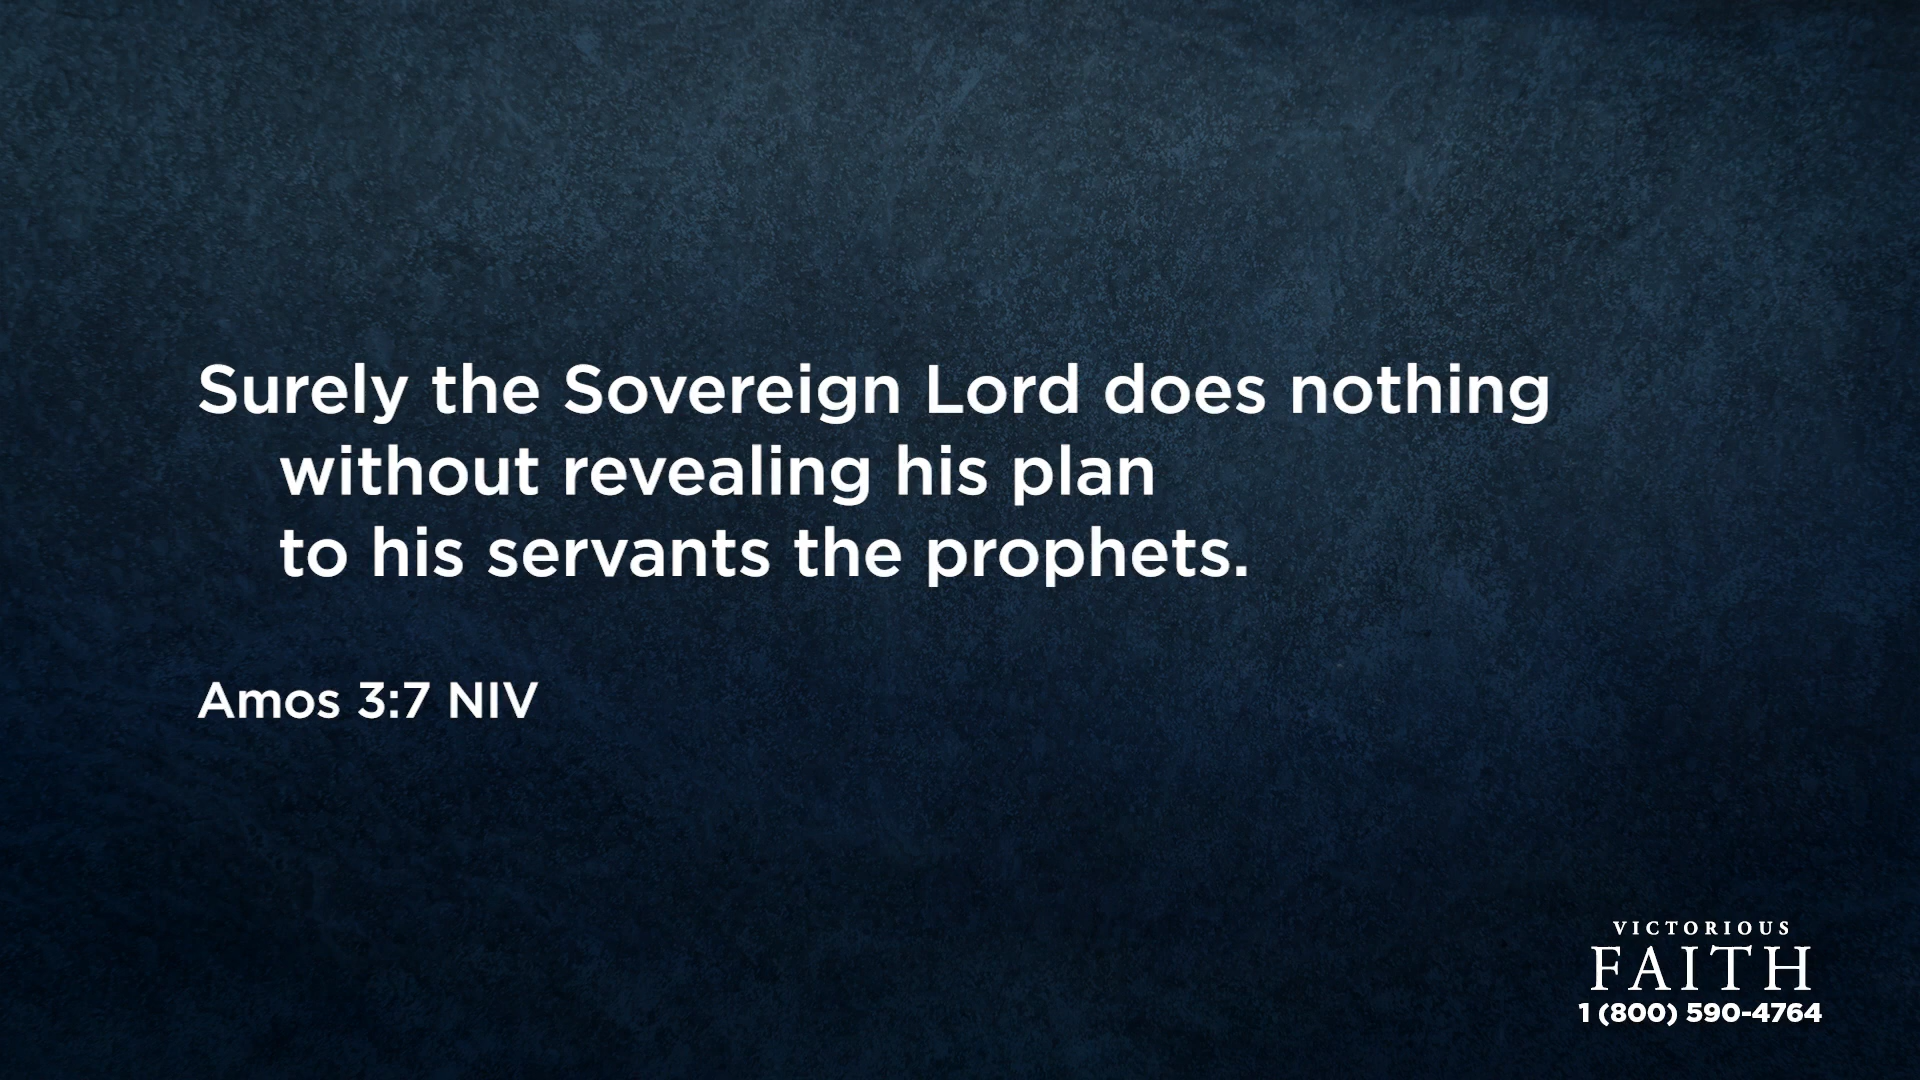 Surely the Sovereign Lord does nothing
without revealing his plan
to his servants the prophets.
Amos 3:7 NIV
VICTORIOUS
FAITH
1 (800) 590-4764